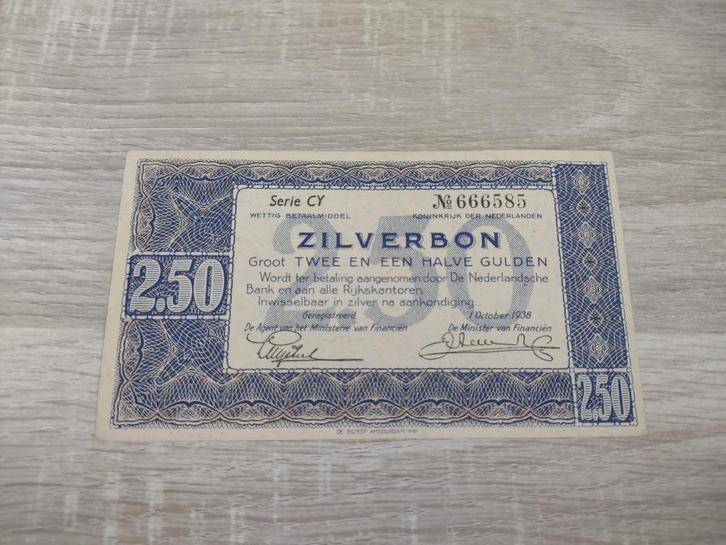 Serie CY № 666585
WETTIG BETAALMIDDEL KONINKRIJK DER NEDERLANDEN
250
ZILVERBON
Groot TWEE EN EEN HALVE GULDEN
Wordt ter betaling aangenomen door De Nederlandsche
Bank en aan alle Rijkskantoren.
Inwisselbaar in zilver na aankondiging.
2.50
Geregistreerd 1 October 1938
De Agent van het Ministerie van Financiën De Minister van Financiën
2.50